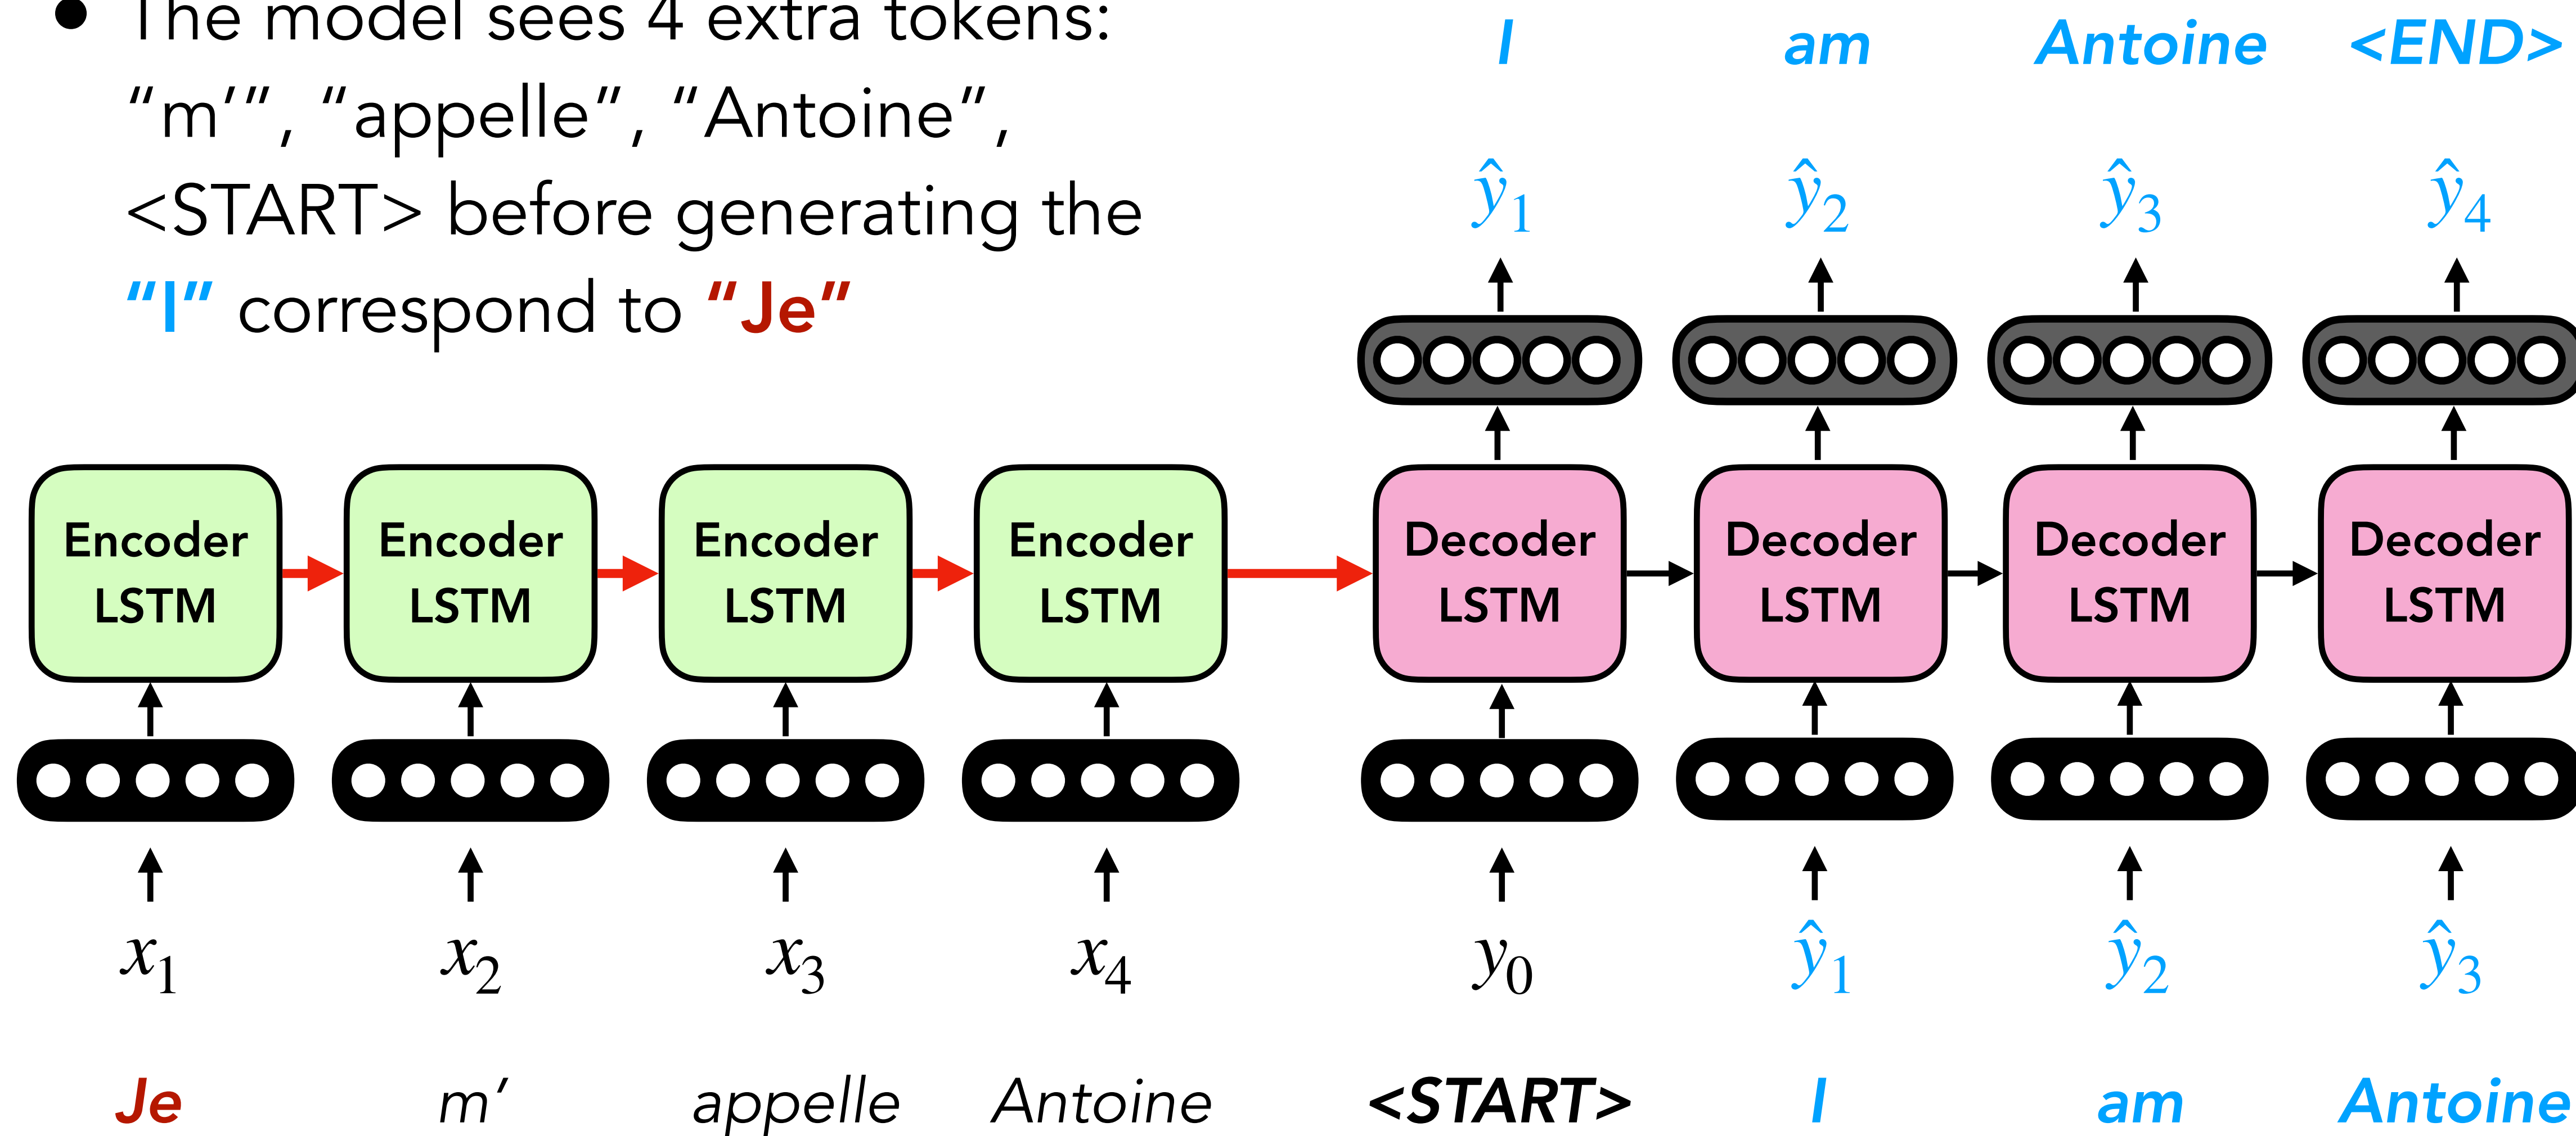 • The model sees 4 extra tokens:
“m’”, “appelle”, “Antoine”,
<START> before generating the
“I” correspond to “Je”
I am Antoine <END>
ŷ1 ŷ2 ŷ3 ŷ4
Encoder LSTM
Encoder LSTM
Encoder LSTM
Encoder LSTM
Decoder LSTM
Decoder LSTM
Decoder LSTM
Decoder LSTM
x1 x2 x3 x4 y0 ŷ1 ŷ2 ŷ3
Je m’ appelle Antoine <START> I am Antoine